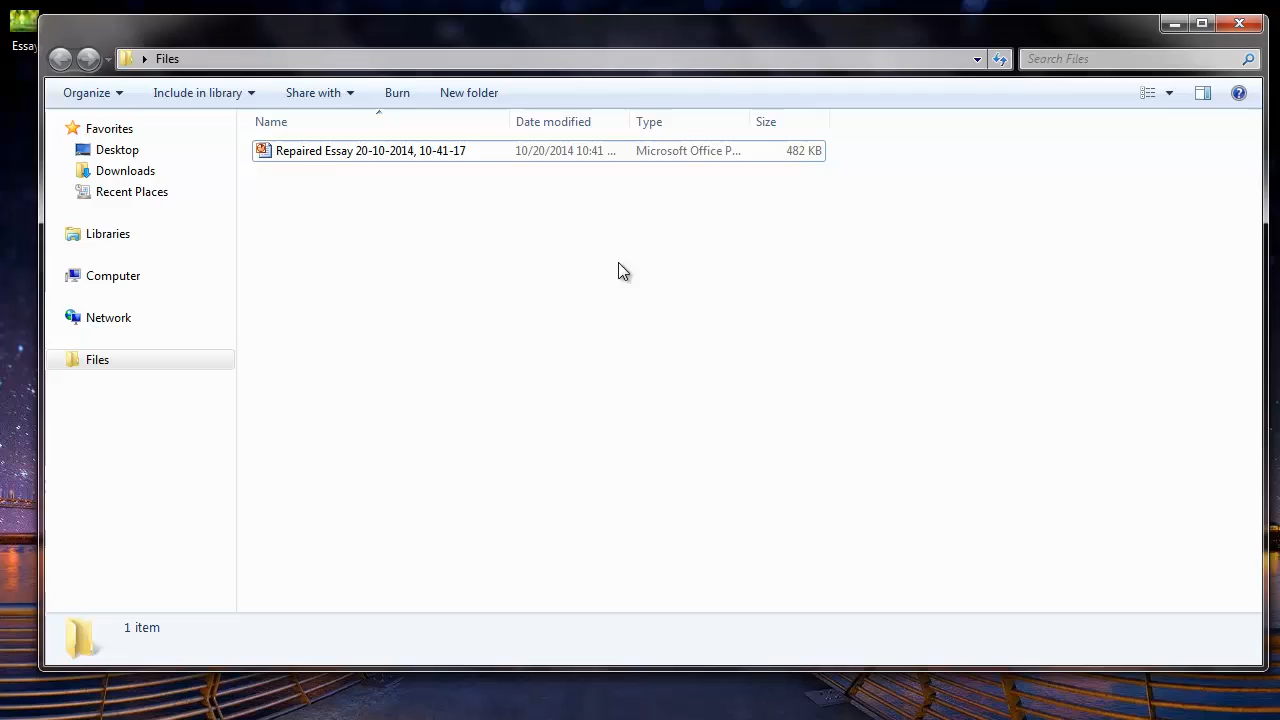 Essay
Files
Search Files
Organize Include in library Share with Burn New folder
Name Date modified Type Size
Favorites
Repaired Essay 20-10-2014, 10-41-17 10/20/2014 10:41 ... Microsoft Office P... 482 KB
Desktop
Downloads
Recent Places
Libraries
Computer
Network
Files
1 item